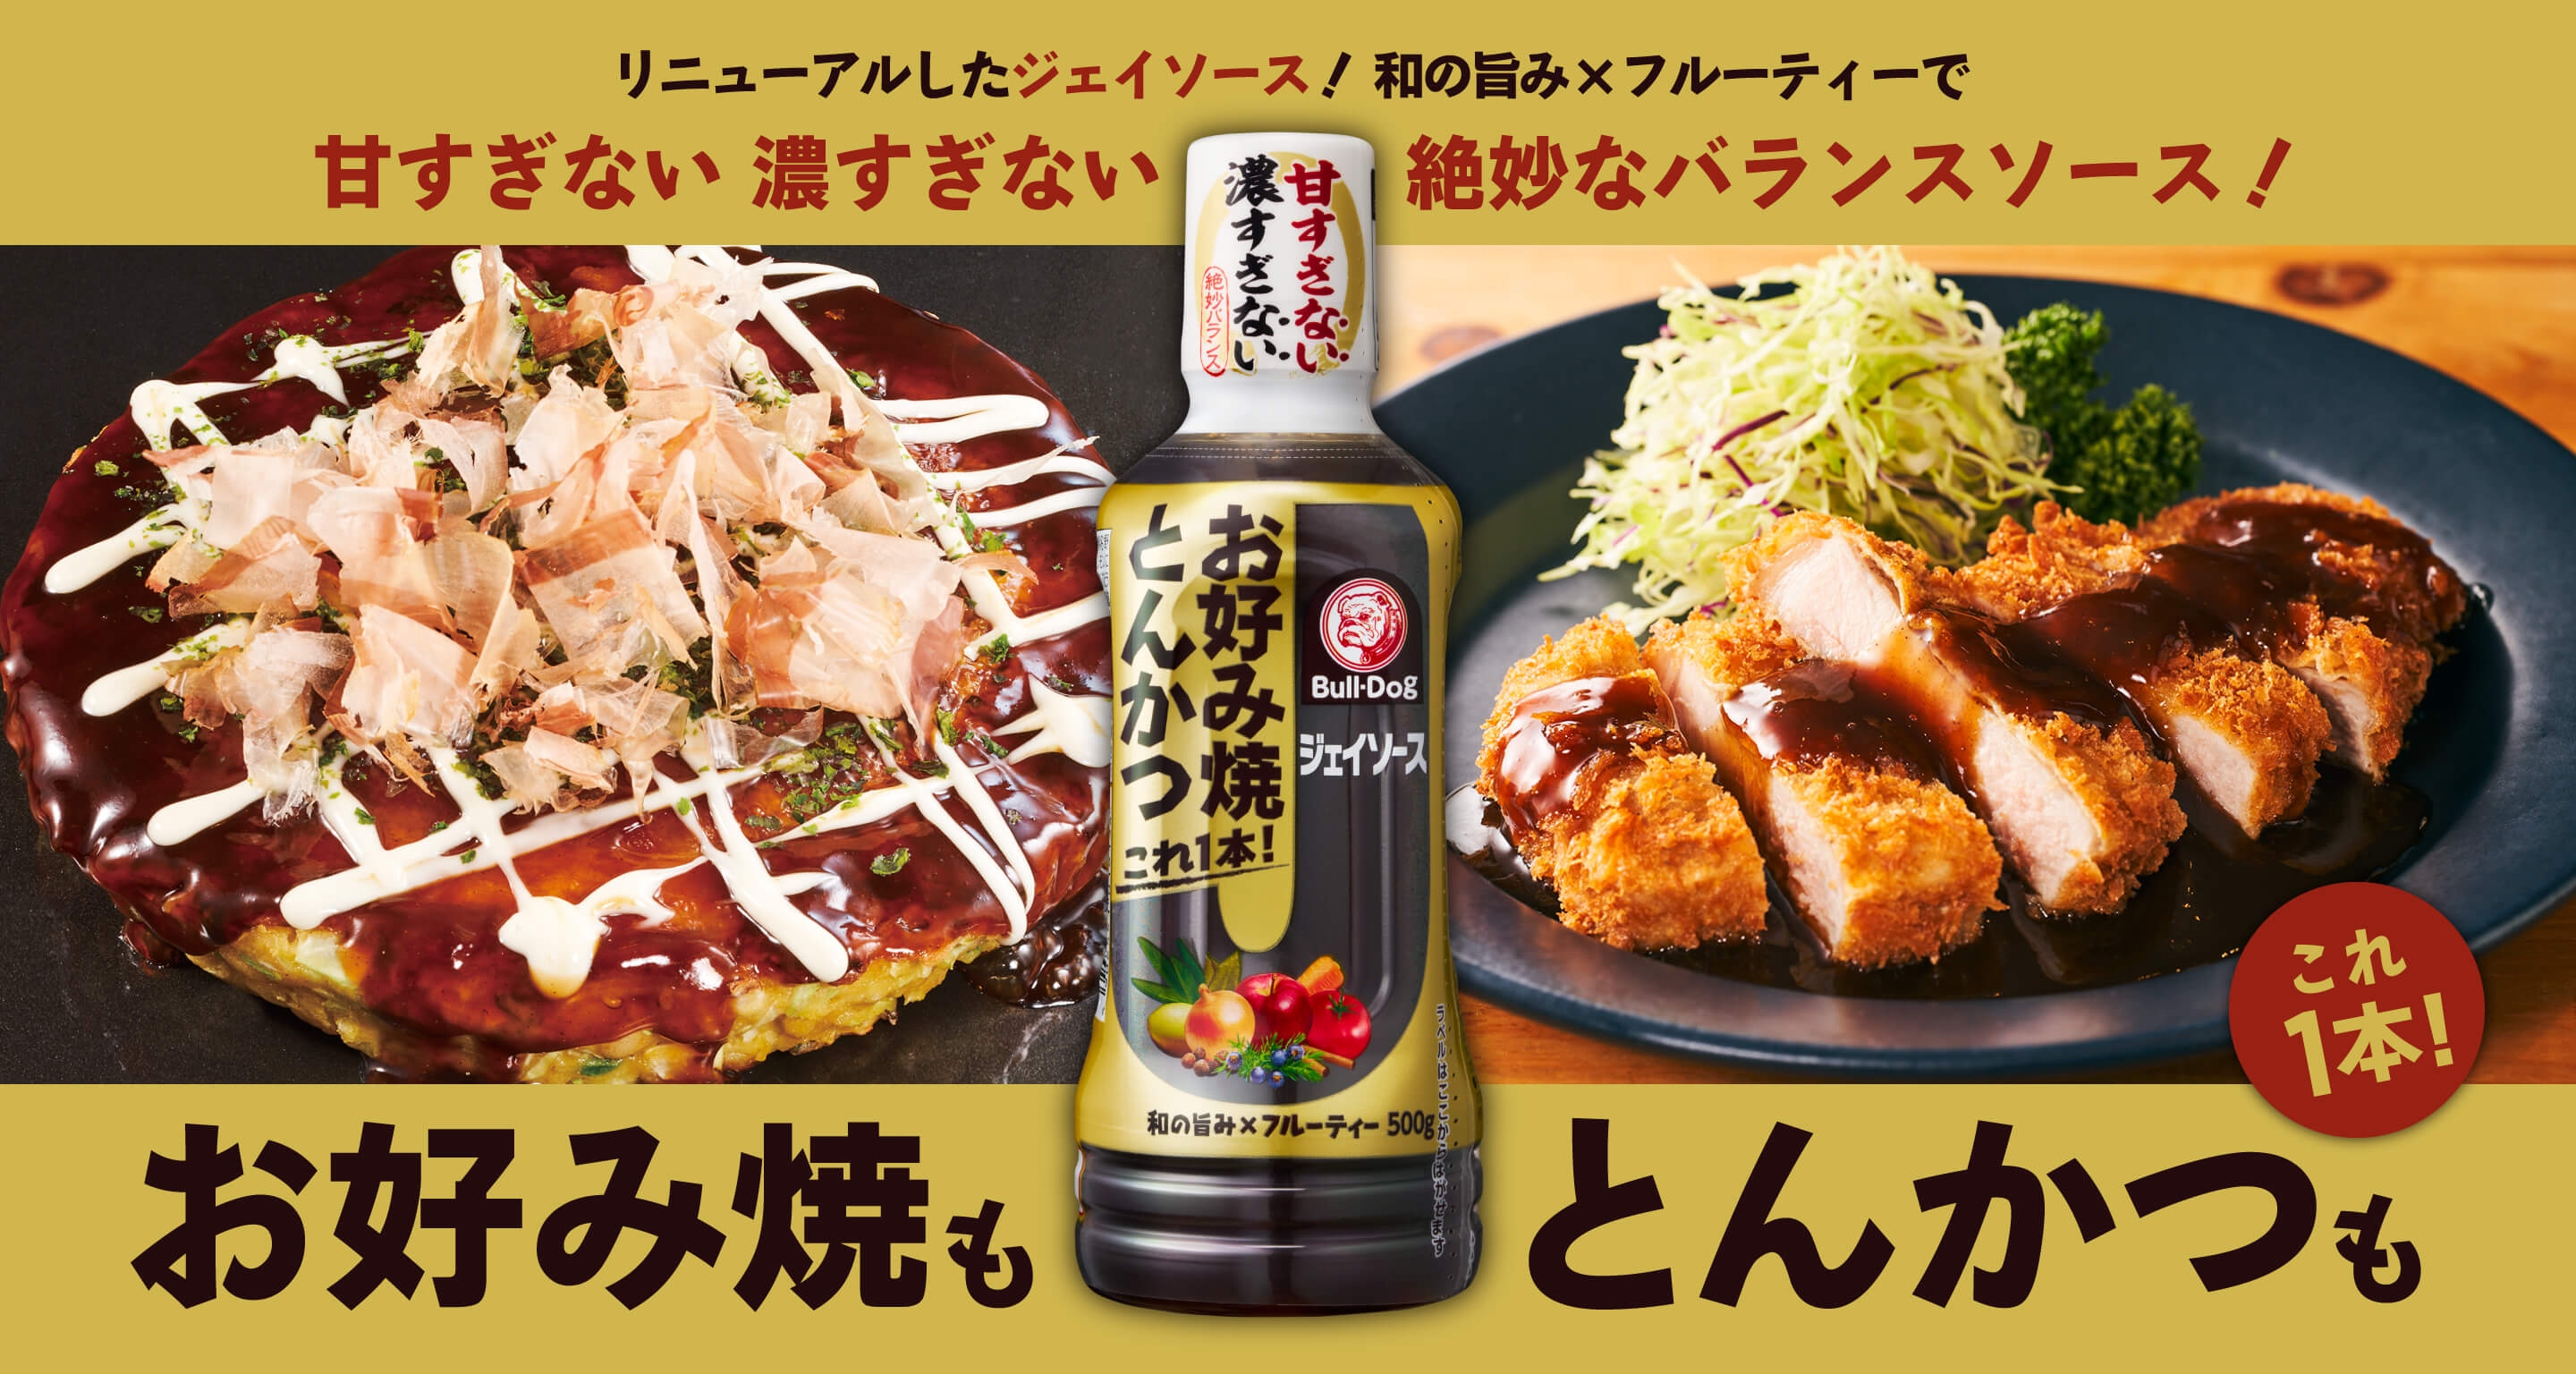 リニューアルしたジェイソース! 和の旨み×フルーティーで
甘すぎない 濃すぎない 絶妙なバランスソース!
甘すぎない
濃すぎない
絶妙バランス
お好み焼
とんかつ
これ1本!
Bull-Dog
ジェイソース
和の旨み×フルーティー 500g
ラベルはここからはがせます
これ
1本!
お好み焼も
とんかつも